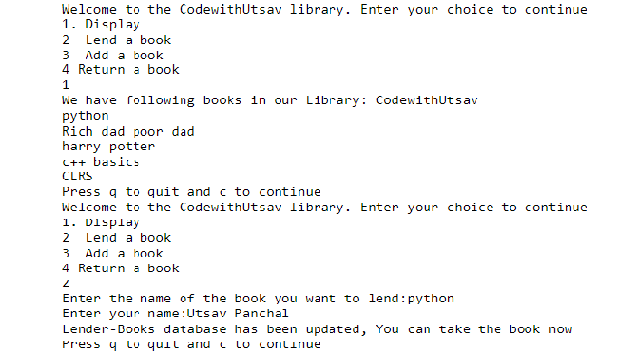 Welcome to the CodewithUtsav library. Enter your choice to continue
1. Display
2  Lend a book
3  Add a book
4 Return a book
1
We have following books in our Library: CodewithUtsav
python
Rich dad poor dad
harry potter
c++ basics
CLRS
Press q to quit and c to continue
Welcome to the CodewithUtsav library. Enter your choice to continue
1. Display
2  Lend a book
3  Add a book
4 Return a book
2
Enter the name of the book you want to lend:python
Enter your name:Utsav Panchal
Lender-Books database has been updated, You can take the book now
Press q to quit and c to continue